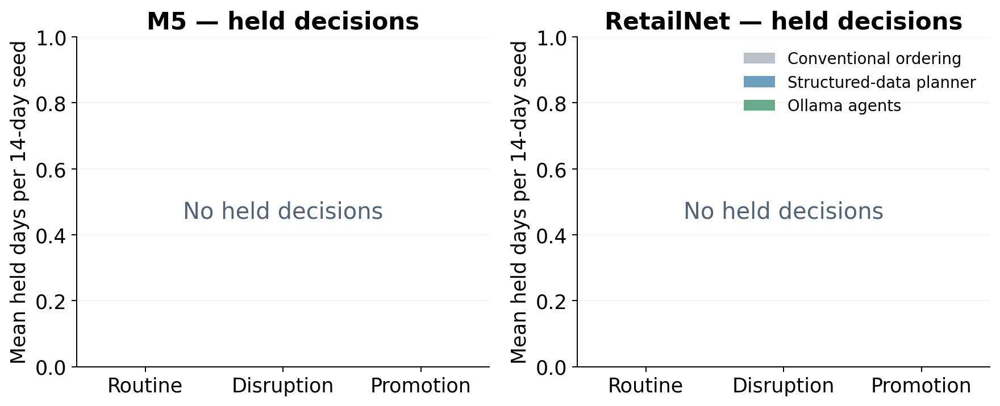 M5 — held decisions
Mean held days per 14-day seed
1.0
0.8
0.6
0.4
0.2
0.0
No held decisions
Routine
Disruption
Promotion
RetailNet — held decisions
Mean held days per 14-day seed
1.0
0.8
0.6
0.4
0.2
0.0
Conventional ordering
Structured-data planner
Ollama agents
No held decisions
Routine
Disruption
Promotion